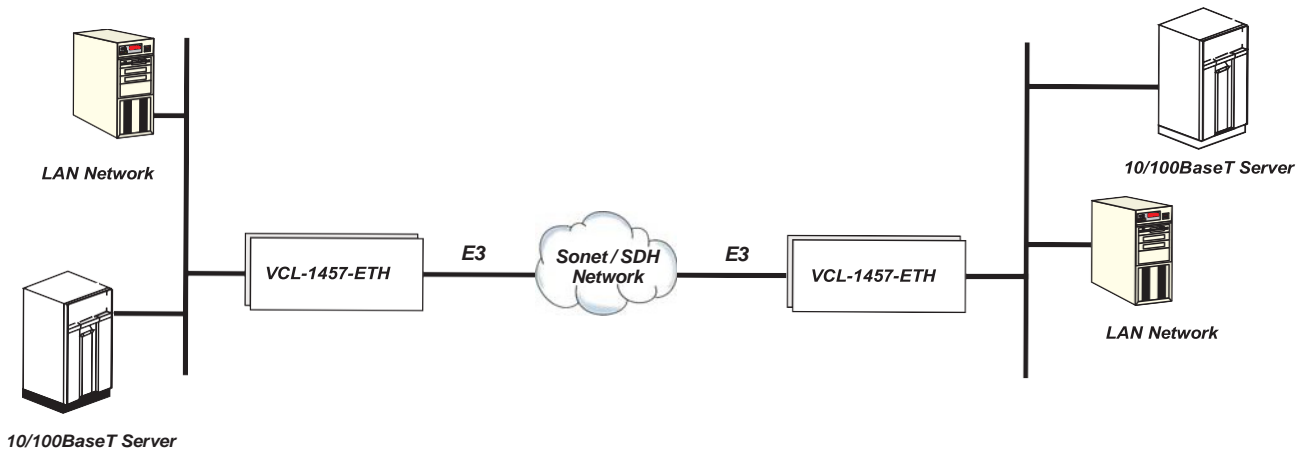 LAN Network
10/100BaseT Server
VCL-1457-ETH
E3
Sonet / SDH
Network
E3
VCL-1457-ETH
10/100BaseT Server
LAN Network